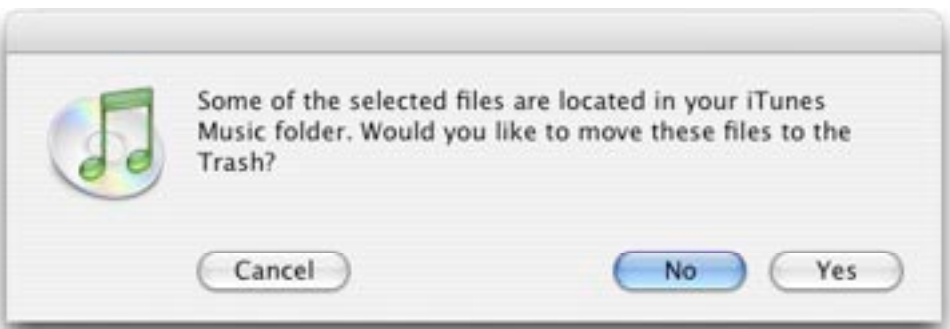 Some of the selected files are located in your iTunes
Music folder. Would you like to move these files to the
Trash?
Cancel
No
Yes